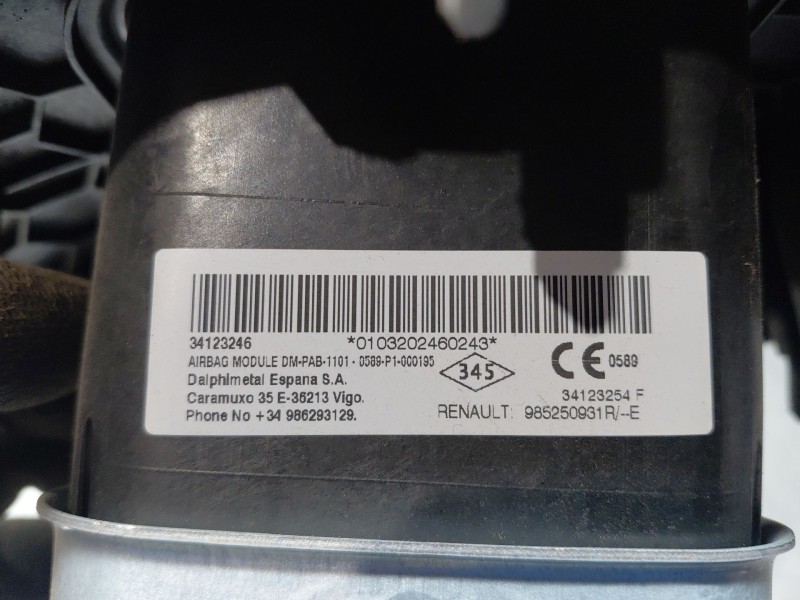 34123246 *0103202460243*
AIRBAG MODULE DM-PAB-1101 - 0589-P1-000195
Dalphimetal Espana S.A.
Caramuxo 35 E-36213 Vigo.
Phone No +34 986293129.
345
CE 0589
34123254 F
RENAULT: 985250931R/--E